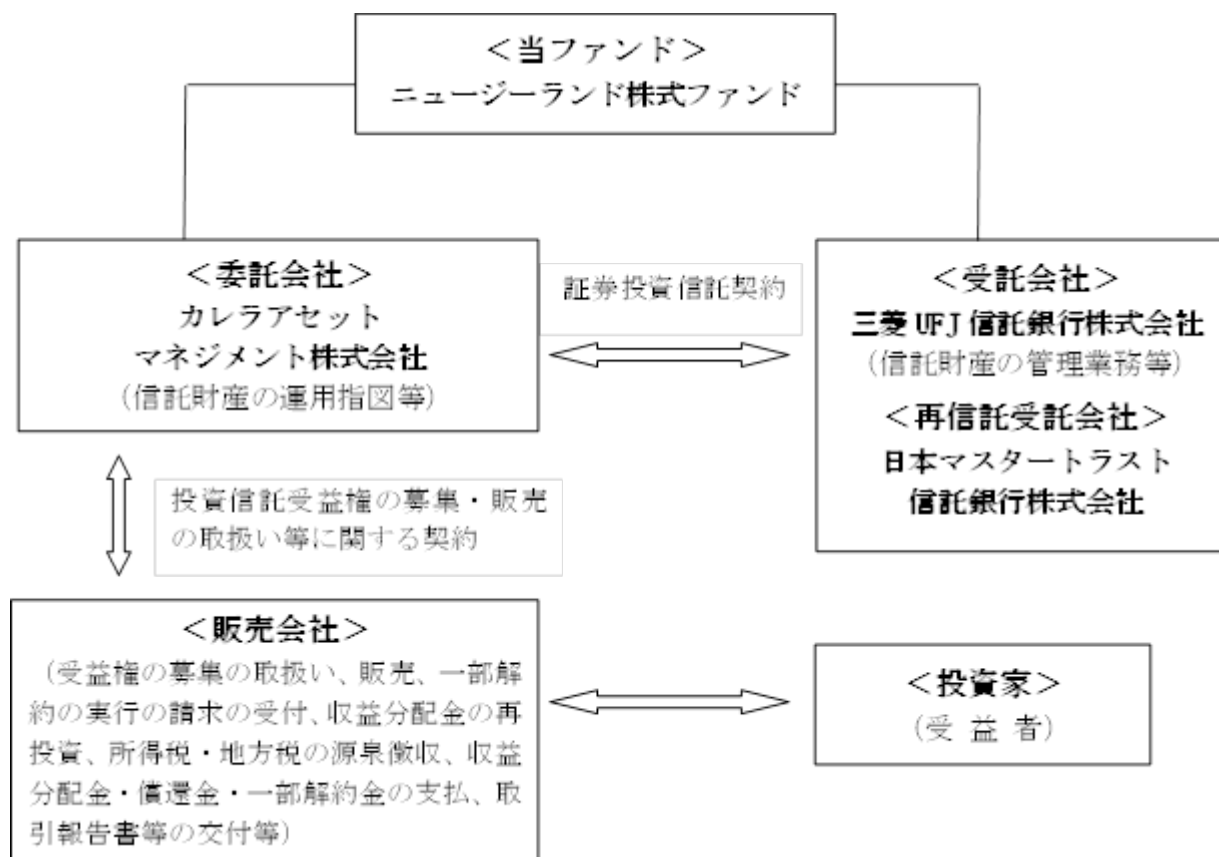 ＜当ファンド＞
ニュージーランド株式ファンド
＜委託会社＞
カレラアセット
マネジメント株式会社
（信託財産の運用指図等）
証券投資信託契約
＜受託会社＞
三菱 UFJ 信託銀行株式会社
（信託財産の管理業務等）
＜再信託受託会社＞
日本マスタートラスト
信託銀行株式会社
投資信託受益権の募集・販売
の取扱い等に関する契約
＜販売会社＞
（受益権の募集の取扱い、販売、一部解
約の実行の請求の受付、収益分配金の再
投資、所得税・地方税の源泉徴収、収益
分配金・償還金・一部解約金の支払、取
引報告書等の交付等）
＜投資家＞
（受 益 者）